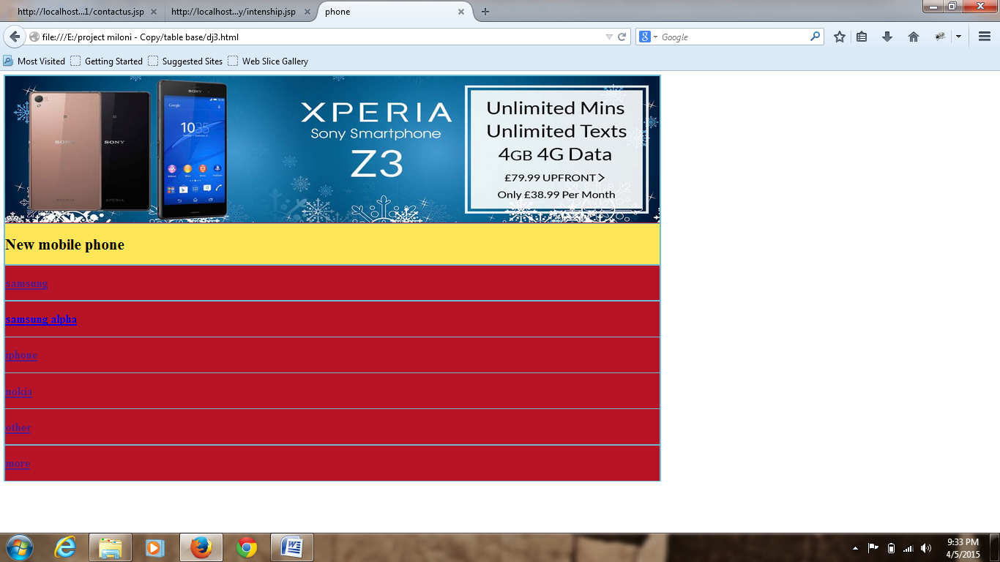 http://localhost...1/contactus.jsp
http://localhost...y/intenship.jsp
phone
file:///E:/project miloni - Copy/table base/dj3.html
Google
Most Visited
Getting Started
Suggested Sites
Web Slice Gallery
SONY
SONY
SONY
Google
10 35
XPERIA
XPERIA
XPERIA
Sony Smartphone
Z3
Unlimited Mins
Unlimited Texts
4GB 4G Data
£79.99 UPFRONT >
Only £38.99 Per Month
New mobile phone
samsung
samsung alpha
iphone
nokia
other
more
9:33 PM
4/5/2015